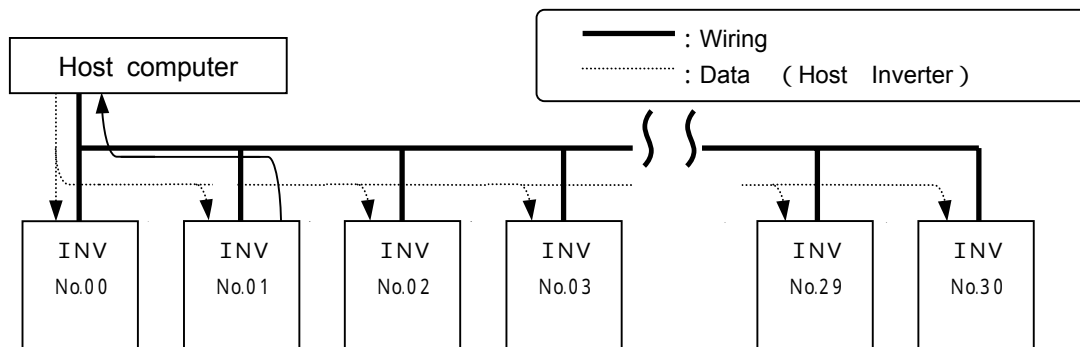 Host computer
: Wiring
: Data （Host Inverter）
INV
No.00
INV
No.01
INV
No.02
INV
No.03
INV
No.29
INV
No.30